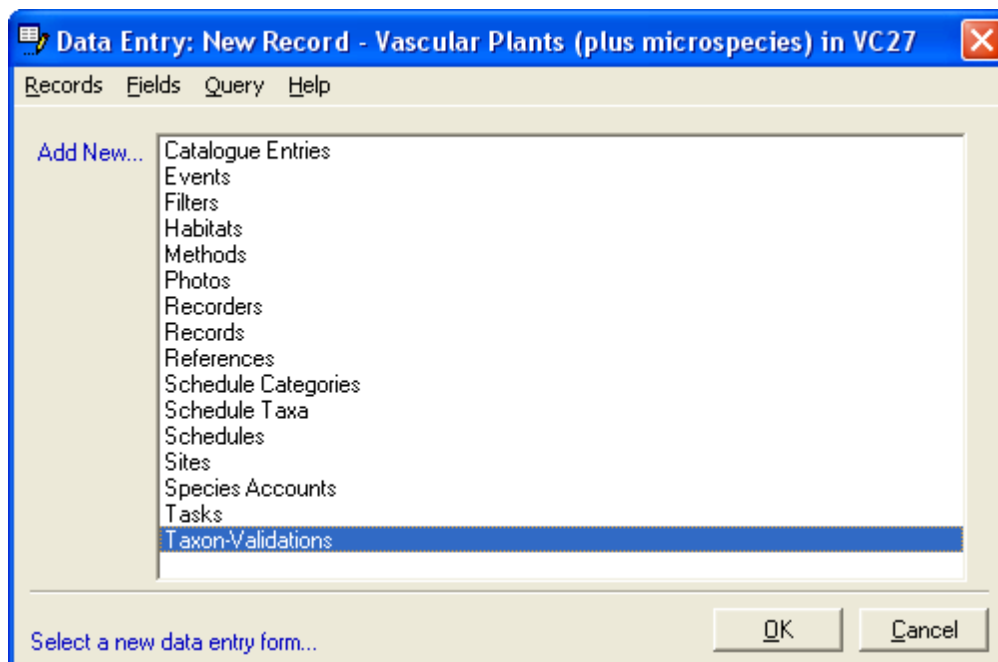 Data Entry: New Record - Vascular Plants (plus microspecies) in VC27
Records Fields Query Help
Add New...
Catalogue Entries
Events
Filters
Habitats
Methods
Photos
Recorders
Records
References
Schedule Categories
Schedule Taxa
Schedules
Sites
Species Accounts
Tasks
Taxon-Validations
OK Cancel
Select a new data entry form...